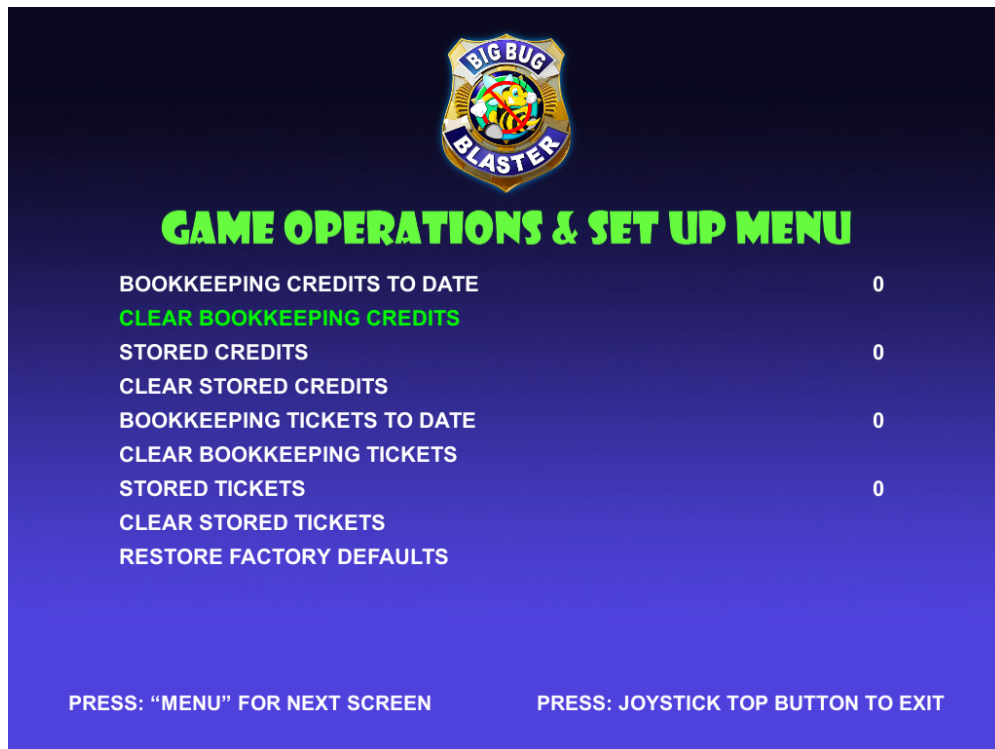 BIG BUG
BLASTER
GAME OPERATIONS & SET UP MENU
BOOKKEEPING CREDITS TO DATE 0
CLEAR BOOKKEEPING CREDITS
STORED CREDITS 0
CLEAR STORED CREDITS
BOOKKEEPING TICKETS TO DATE 0
CLEAR BOOKKEEPING TICKETS
STORED TICKETS 0
CLEAR STORED TICKETS
RESTORE FACTORY DEFAULTS
PRESS: “MENU” FOR NEXT SCREEN PRESS: JOYSTICK TOP BUTTON TO EXIT